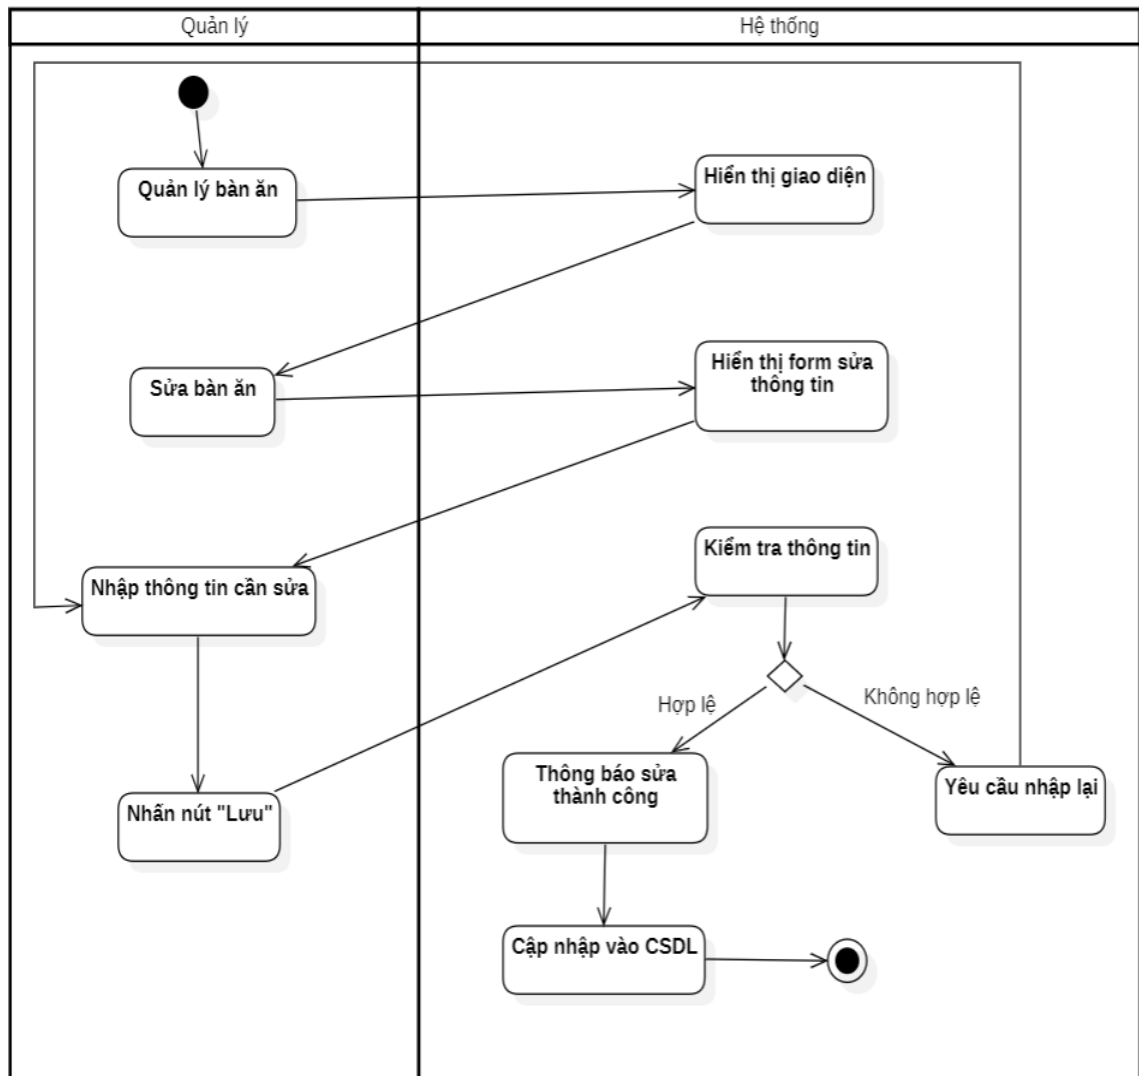 Quản lý
Hệ thống
Quản lý bàn ăn
Hiển thị giao diện
Sửa bàn ăn
Hiển thị form sửa
thông tin
Nhập thông tin cần sửa
Kiểm tra thông tin
Hợp lệ
Không hợp lệ
Thông báo sửa
thành công
Yêu cầu nhập lại
Nhấn nút "Lưu"
Cập nhập vào CSDL